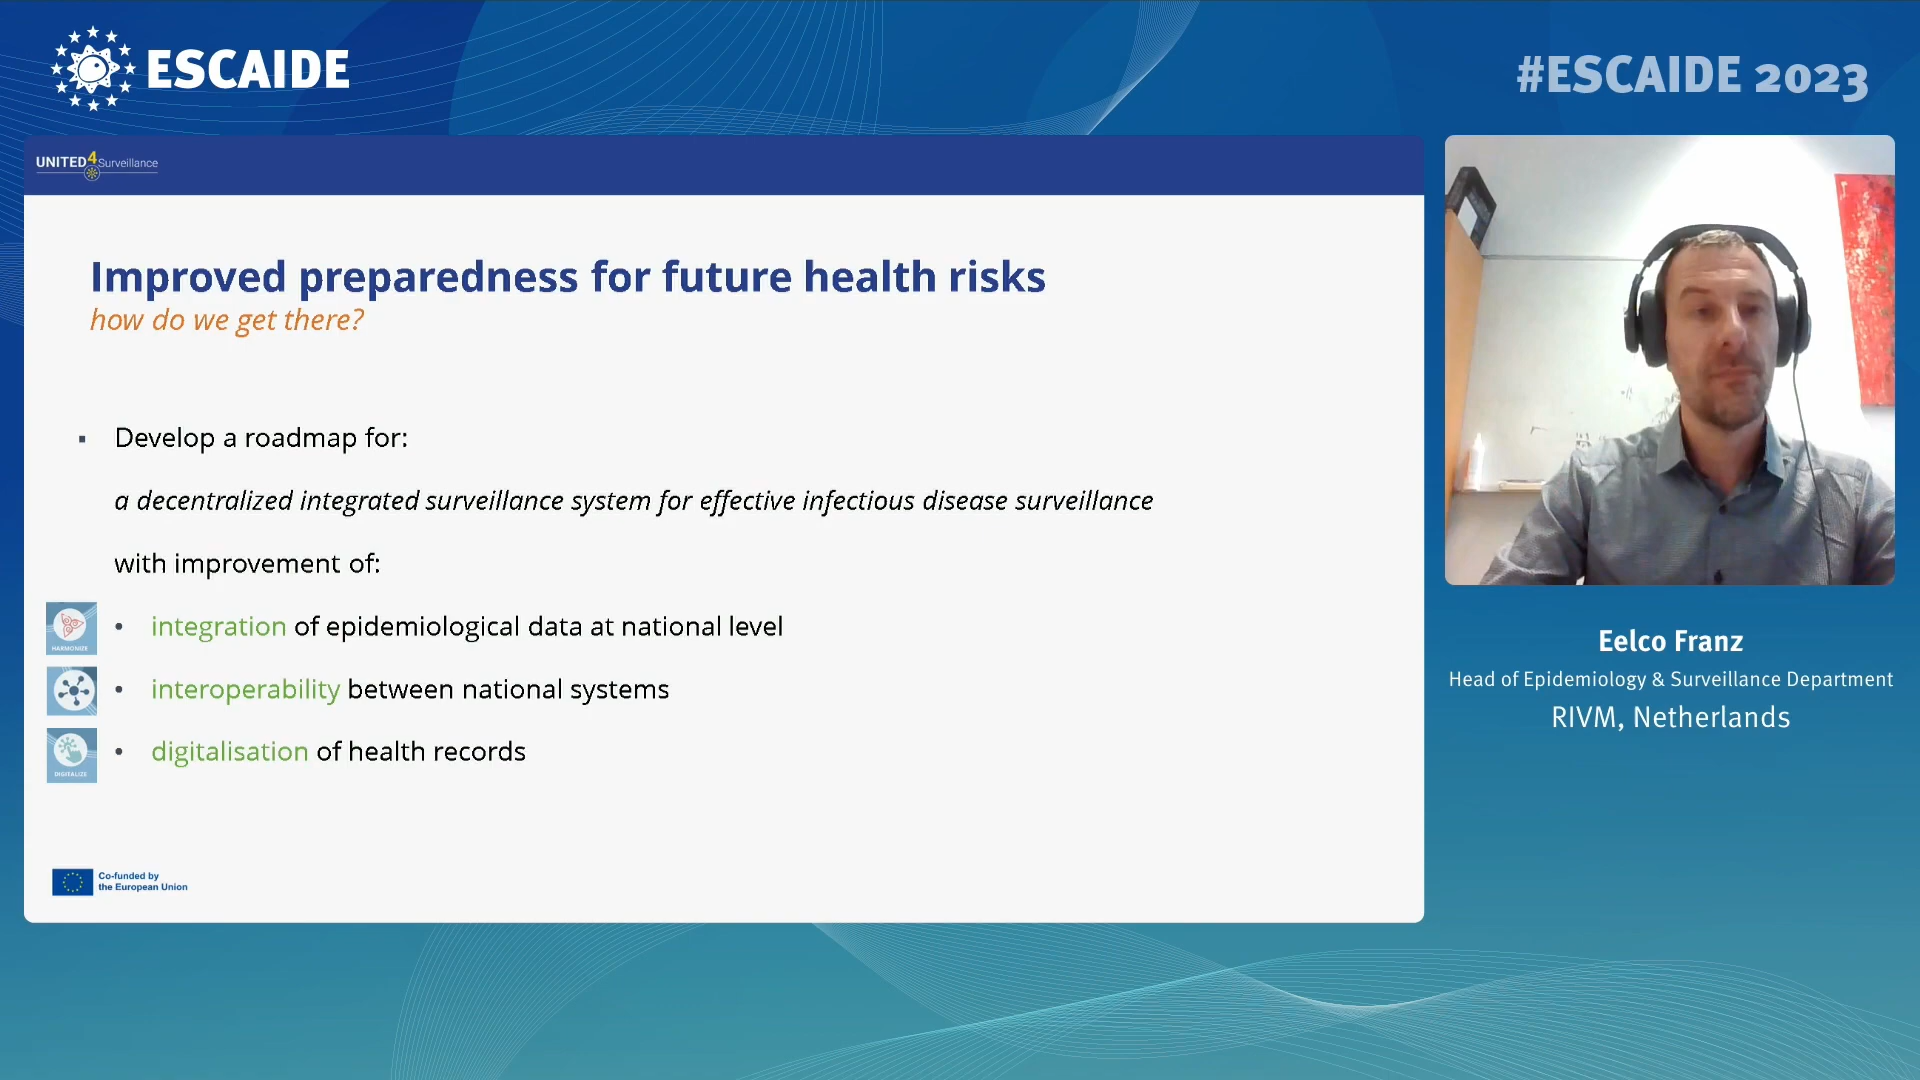 ESCAIDE
#ESCAIDE 2023
UNITED4Surveillance
Improved preparedness for future health risks
how do we get there?
▪ Develop a roadmap for:
a decentralized integrated surveillance system for effective infectious disease surveillance
with improvement of:
• integration of epidemiological data at national level
HARMONIZE
• interoperability between national systems
• digitalisation of health records
DIGITALIZE
Co-funded by
the European Union
Eelco Franz
Head of Epidemiology & Surveillance Department
RIVM, Netherlands